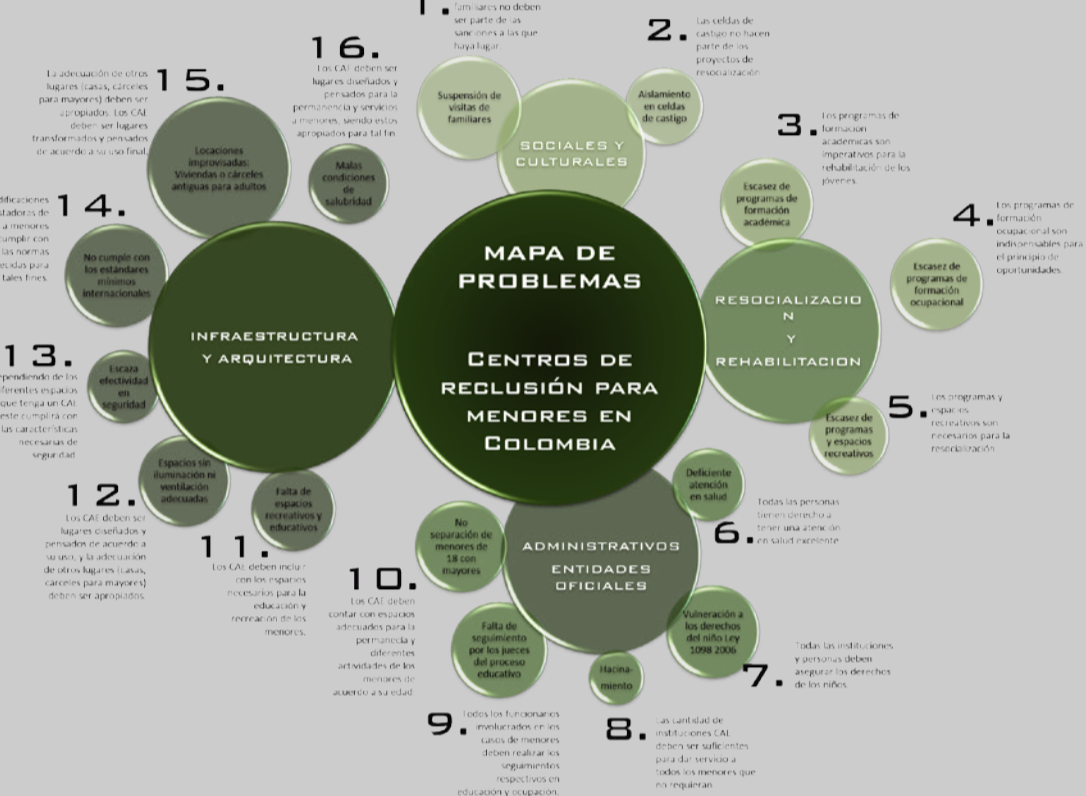 MAPA DE
PROBLEMAS
CENTROS DE
RECLUSIÓN PARA
MENORES EN
COLOMBIA
SOCIALES Y
CULTURALES
Suspensión de
visitas de
familiares
1.
familiares no deben
ser parte de las
sanciones a las que
haya lugar.
Aislamiento
en celdas
de castigo
2.
Las celdas de
castigo no hacen
parte de los
proyectos de
resocialización
RESOCIALIZACIO
N
Y
REHABILITACION
Escasez de
programas de
formación
académica
3.
Los programas de
formación
académicas son
imperativos para la
rehabilitación de los
jóvenes.
Escasez de
programas de
formación
ocupacional
4.
Los programas de
formación
ocupacional son
indispensables para
el principio de
oportunidades.
Escasez de
programas
y espacios
recreativos
5.
Los programas y
espacios
recreativos son
necesarios para la
resocialización
ADMINISTRATIVOS
ENTIDADES
OFICIALES
Deficiente
atención
en salud
6.
Todas las personas
tienen derecho a
tener una atención
en salud excelente
Vulneración a
los derechos
del niño Ley
1098 2006
7.
Todas las instituciones
y personas deben
asegurar los derechos
de los niños.
Hacina-
miento
8.
Las cantidad de
instituciones CAE
deben ser suficientes
para dar servicio a
todos los menores que
no requieran
Falta de
seguimiento
por los jueces
del proceso
educativo
9.
Todos los funcionarios
involucrados en los
casos de menores
deben realizar los
seguimientos
respectivos en
educación y ocupación.
No
separación de
menores de
18 con
mayores
10.
Los CAE deben
contar con espacios
adecuados para la
permanecía y
diferentes
actividades de los
menores de
acuerdo a su edad.
INFRAESTRUCTURA
Y ARQUITECTURA
Falta de
espacios
recreativos y
educativos
11.
Los CAE deben incluir
con los espacios
necesarios para la
educación y
recreación de los
menores.
Espacios sin
iluminación ni
ventilación
adecuadas
12.
Los CAE deben ser
lugares diseñados y
pensados de acuerdo a
su uso, y la adecuación
de otros lugares (casas,
cárceles para mayores)
deben ser apropiados.
Escaza
efectividad
en
seguridad
13.
ependiendo de los
iferentes espacios
que tenga un CAE
este cumplirá con
las características
necesarias de
seguridad
No cumple con
los estándares
mínimos
internacionales
14.
dificaciones
tadoras de
a menores
cumplir con
las normas
ecidas para
tales fines.
Locaciones
improvisadas:
Viviendas o cárceles
antiguas para adultos
15.
La adecuación de otros
lugares (casas, cárceles
para mayores) deben ser
apropiados. Los CAE
deben ser lugares
transformados y pensados
de acuerdo a su uso final.
Malas
condiciones
de
salubridad
16.
Los CAE deben ser
lugares diseñados y
pensados para la
permanencia y servicios
a menores, siendo estos
apropiados para tal fin